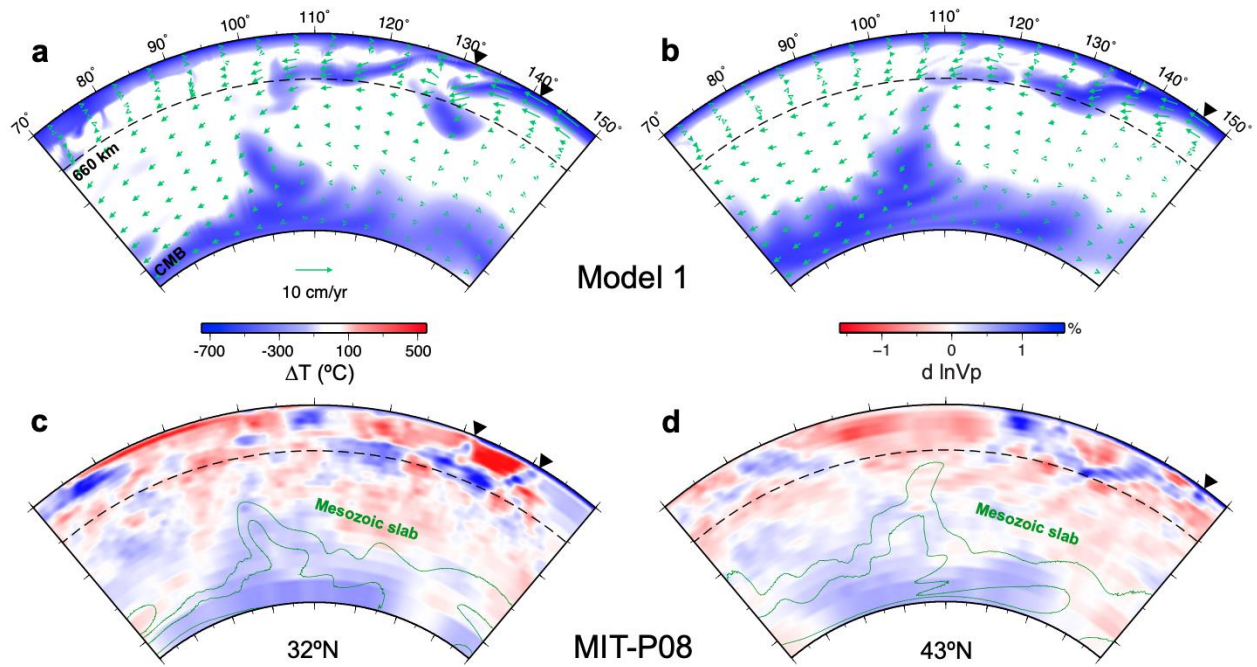 a
70°
80°
90°
100°
110°
120°
130°
140°
150°
660 km
CMB
10 cm/yr
b
70°
80°
90°
100°
110°
120°
130°
140°
150°
Model 1
-700
-300
100
500
ΔT (ºC)
−1
0
1
%
d lnVp
c
Mesozoic slab
32ºN
d
Mesozoic slab
43ºN
MIT-P08